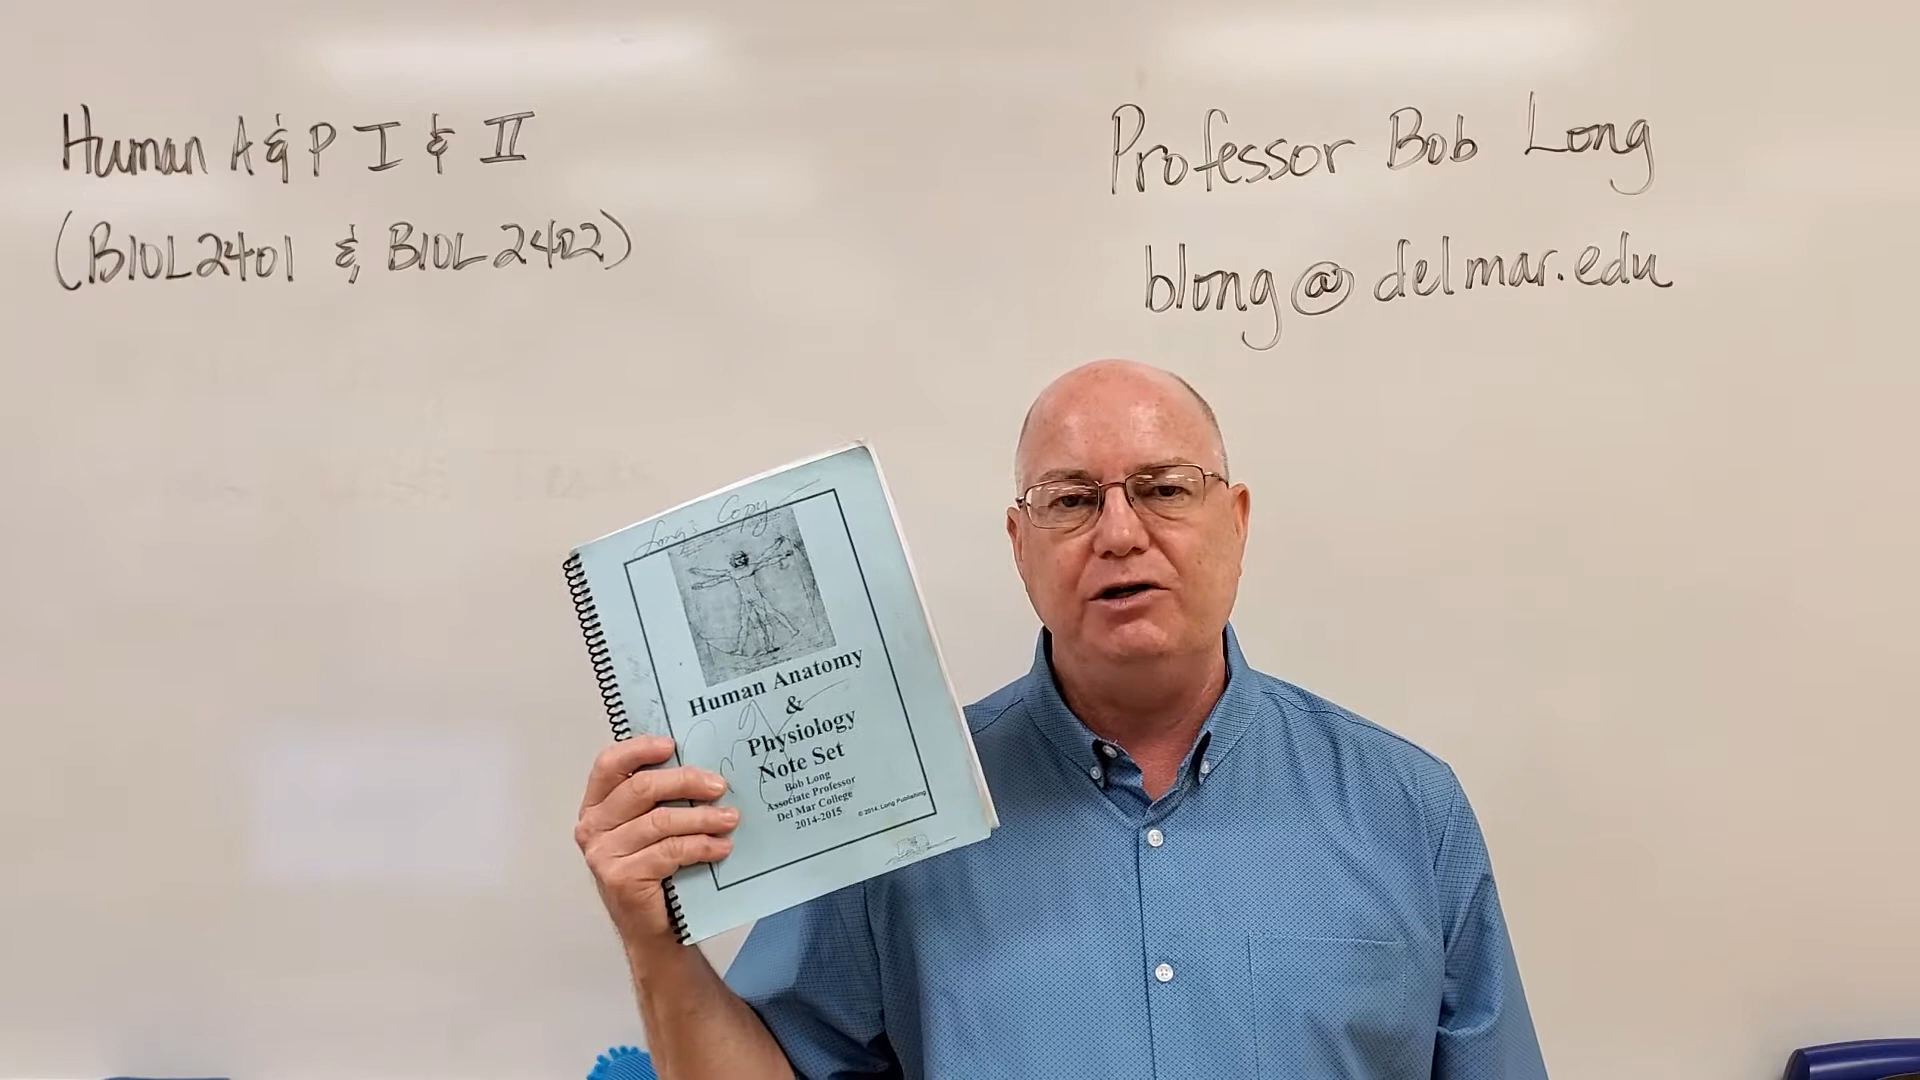 Human A & P I & II
(BIOL2401 & BIOL2402)
Professor Bob Long
blong@delmar.edu
Long's Copy
Human Anatomy
&
Physiology
Note Set
Bob Long
Associate Professor
Del Mar College
2014-2015
© 2014, Long Publishing